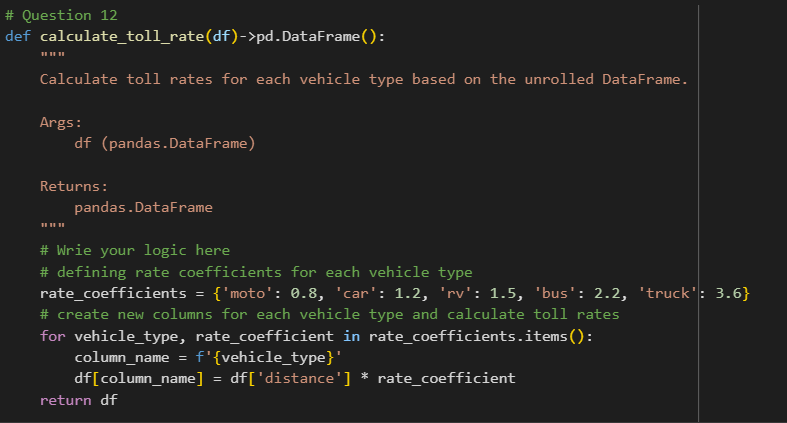 # Question 12
def calculate_toll_rate(df)->pd.DataFrame():
    """
    Calculate toll rates for each vehicle type based on the unrolled DataFrame.

    Args:
        df (pandas.DataFrame)

    Returns:
        pandas.DataFrame
    """
    # Wrie your logic here
    # defining rate coefficients for each vehicle type
    rate_coefficients = {'moto': 0.8, 'car': 1.2, 'rv': 1.5, 'bus': 2.2, 'truck': 3.6}
    # create new columns for each vehicle type and calculate toll rates
    for vehicle_type, rate_coefficient in rate_coefficients.items():
        column_name = f'{vehicle_type}'
        df[column_name] = df['distance'] * rate_coefficient
    return df